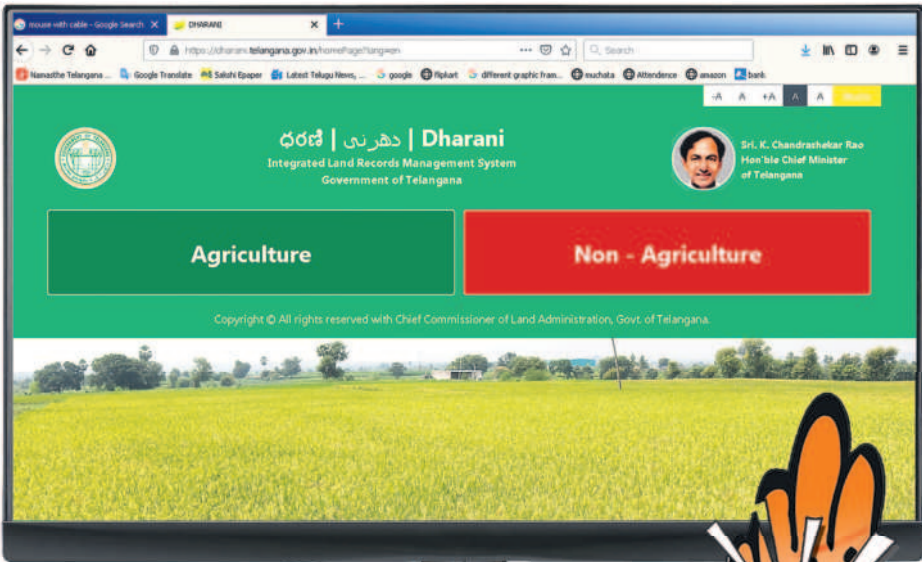 mouse with cable - Google Search
DHARANI
https://dharani.telangana.gov.in/homePage?lang=en
Search
Namasthe Telangana ...
Google Translate
Sakshi Epaper
Latest Telugu News, ...
google
flipkart
different graphic fram...
muchata
Attendence
amazon
bank
-A A +A A A
ధరణి | دھرنی | Dharani
Integrated Land Records Management System
Government of Telangana
Sri. K. Chandrashekar Rao
Hon'ble Chief Minister
of Telangana
Agriculture
Non - Agriculture
Copyright © All rights reserved with Chief Commissioner of Land Administration, Govt. of Telangana.